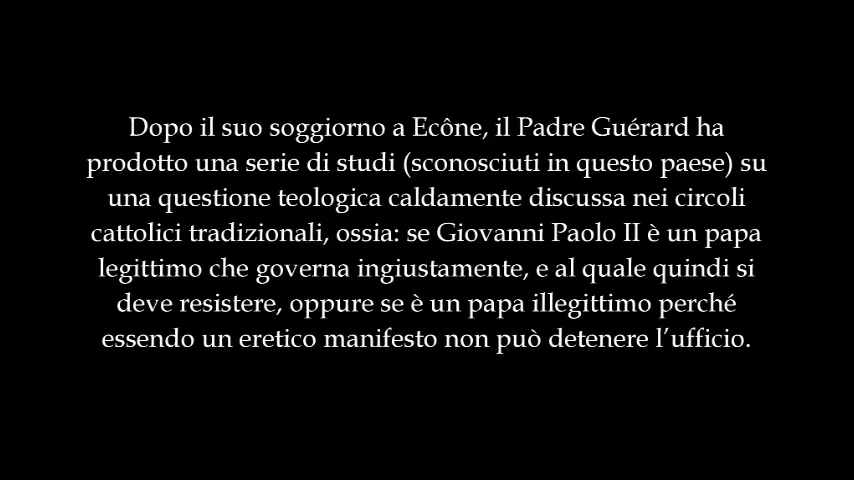 Dopo il suo soggiorno a Ecône, il Padre Guérard ha
prodotto una serie di studi (sconosciuti in questo paese) su
una questione teologica caldamente discussa nei circoli
cattolici tradizionali, ossia: se Giovanni Paolo II è un papa
legittimo che governa ingiustamente, e al quale quindi si
deve resistere, oppure se è un papa illegittimo perché
essendo un eretico manifesto non può detenere l’ufficio.